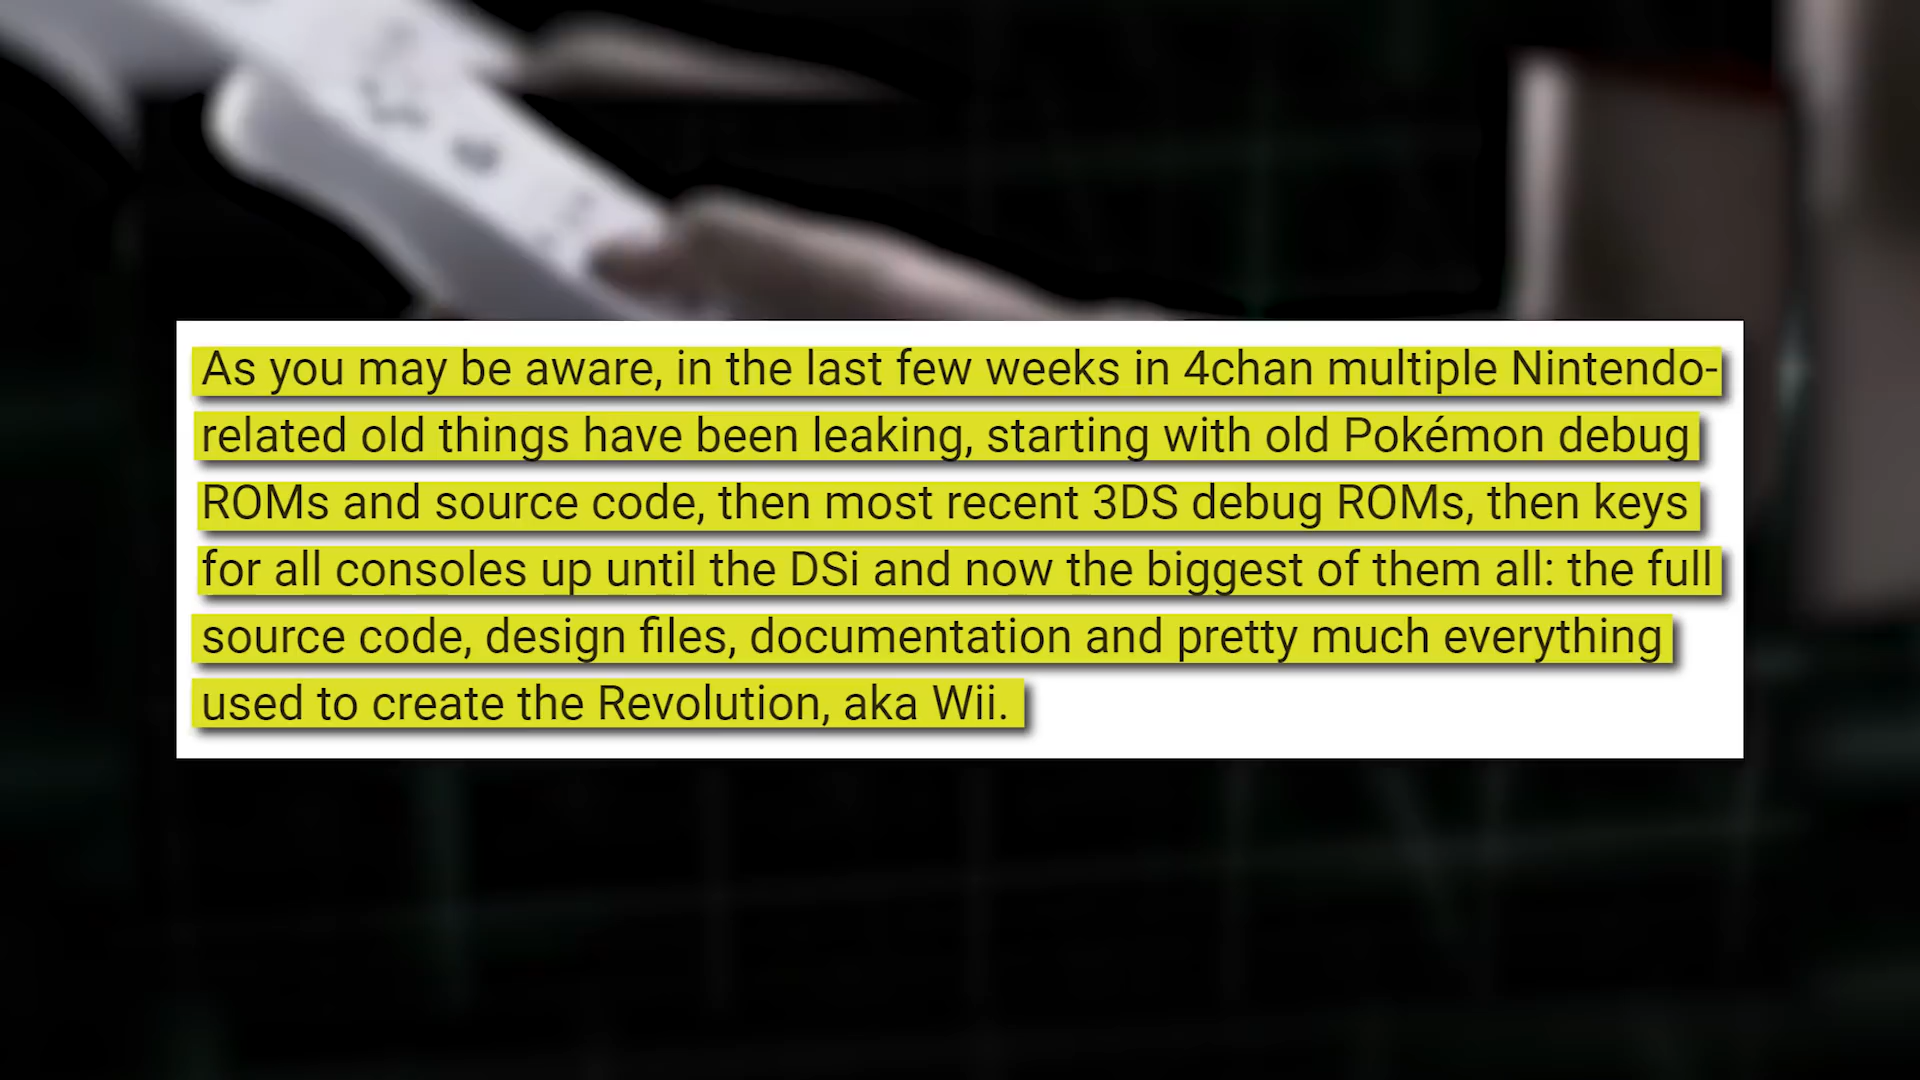 As you may be aware, in the last few weeks in 4chan multiple Nintendo-
related old things have been leaking, starting with old Pokémon debug
ROMs and source code, then most recent 3DS debug ROMs, then keys
for all consoles up until the DSi and now the biggest of them all: the full
source code, design files, documentation and pretty much everything
used to create the Revolution, aka Wii.